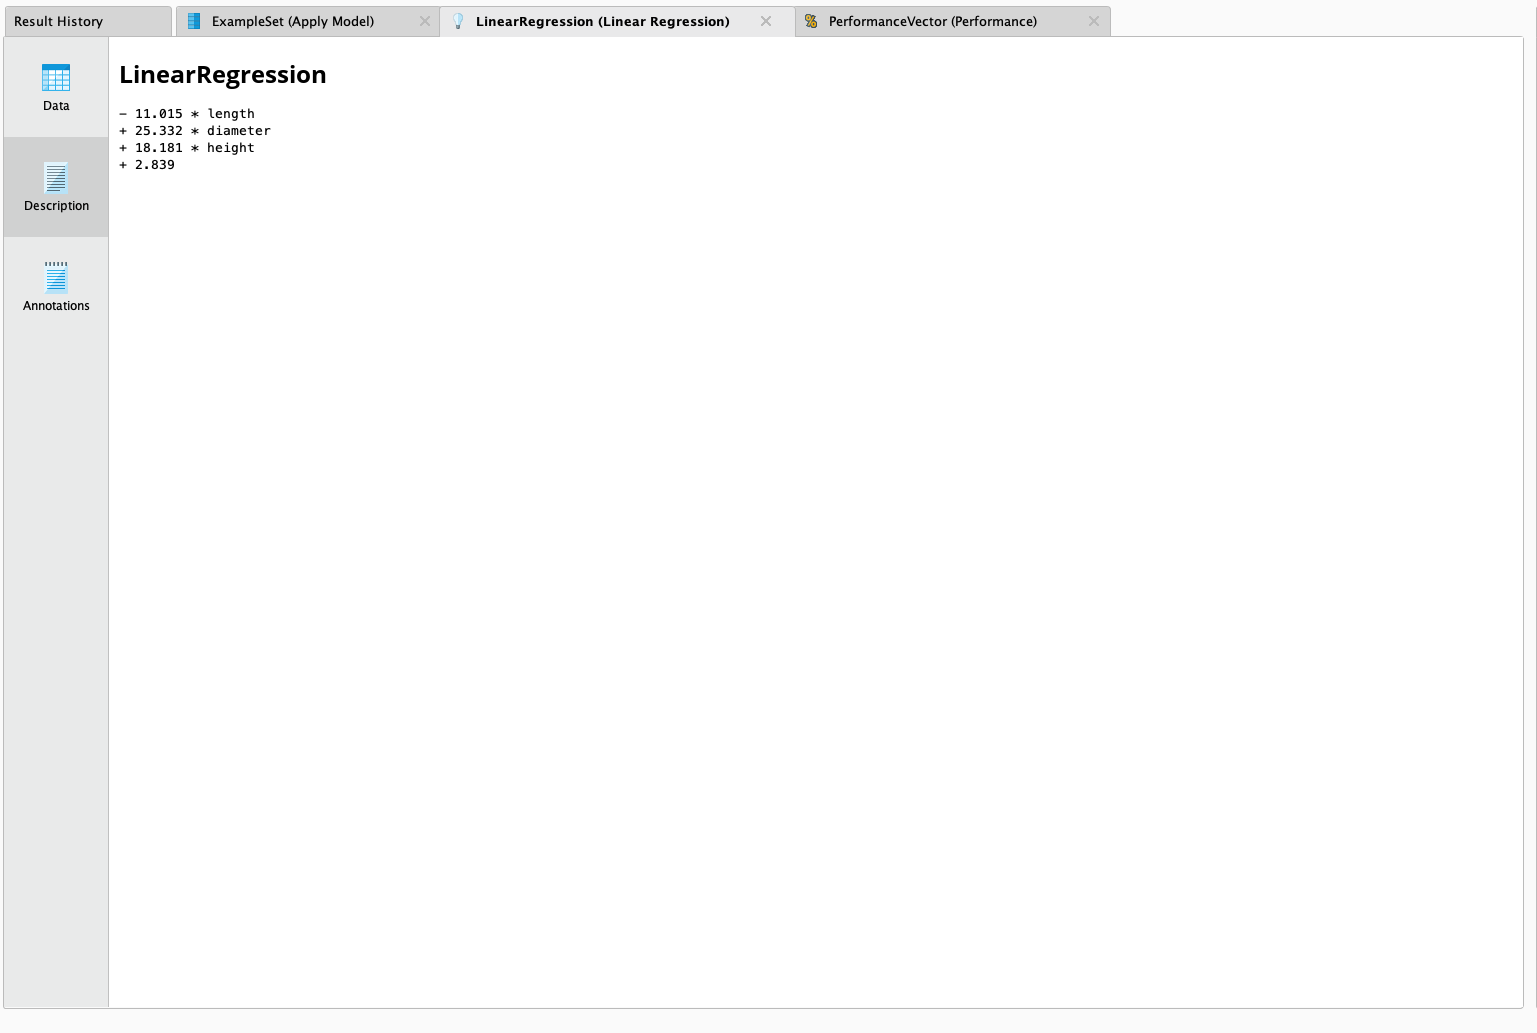 Result History
ExampleSet (Apply Model)
LinearRegression (Linear Regression)
PerformanceVector (Performance)
Data
Description
Annotations
LinearRegression
- 11.015 * length
+ 25.332 * diameter
+ 18.181 * height
+ 2.839